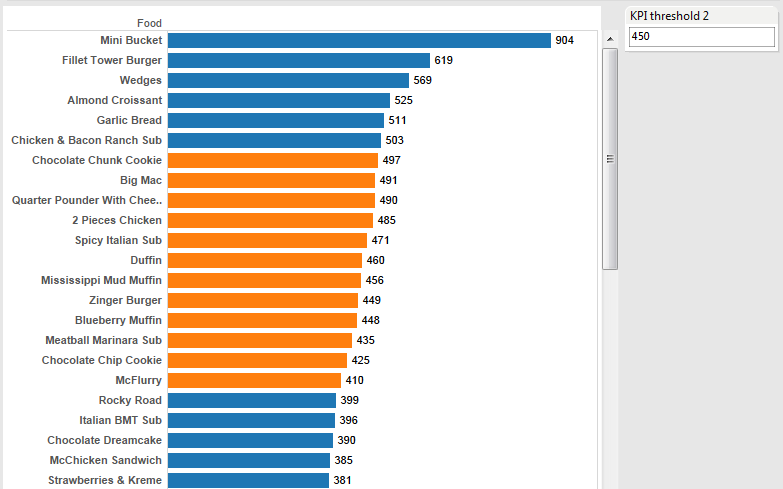 Food
Mini Bucket 904
Fillet Tower Burger 619
Wedges 569
Almond Croissant 525
Garlic Bread 511
Chicken & Bacon Ranch Sub 503
Chocolate Chunk Cookie 497
Big Mac 491
Quarter Pounder With Chee.. 490
2 Pieces Chicken 485
Spicy Italian Sub 471
Duffin 460
Mississippi Mud Muffin 456
Zinger Burger 449
Blueberry Muffin 448
Meatball Marinara Sub 435
Chocolate Chip Cookie 425
McFlurry 410
Rocky Road 399
Italian BMT Sub 396
Chocolate Dreamcake 390
McChicken Sandwich 385
Strawberries & Kreme 381
KPI threshold 2
450